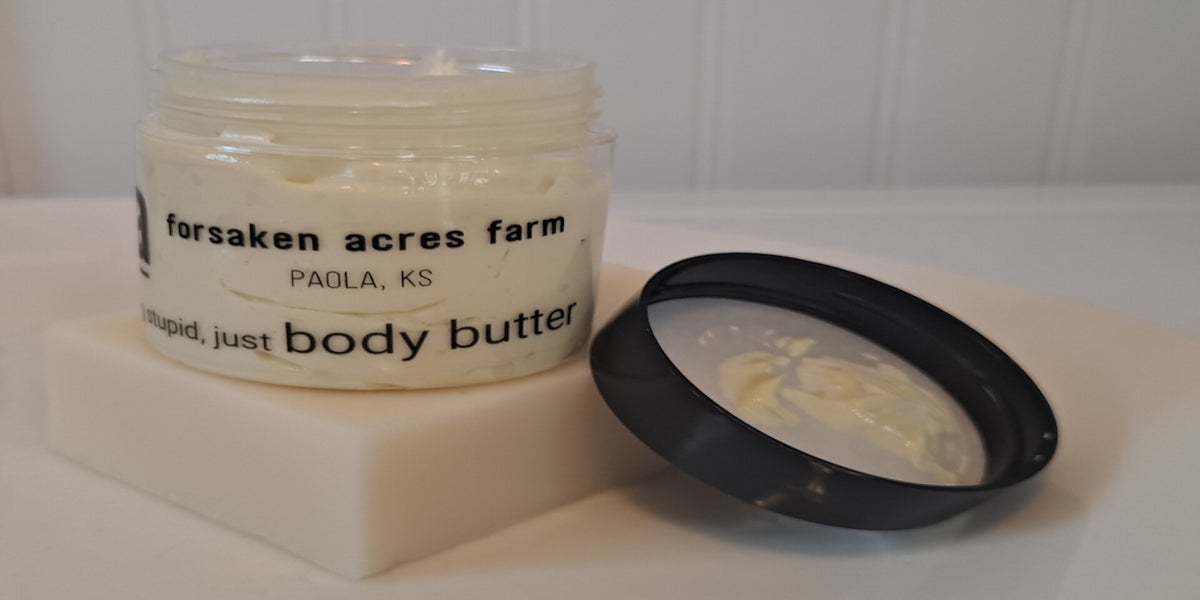 forsaken acres farm
PAOLA, KS
stupid, just body butter